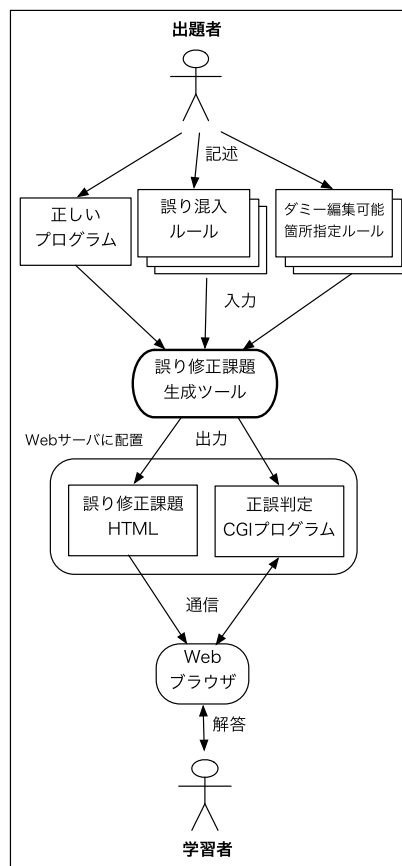 出題者
記述
正しい
プログラム
誤り混入
ルール
ダミー編集可能
箇所指定ルール
入力
誤り修正課題
生成ツール
Webサーバに配置
出力
誤り修正課題
HTML
正誤判定
CGIプログラム
通信
Web
ブラウザ
解答
学習者